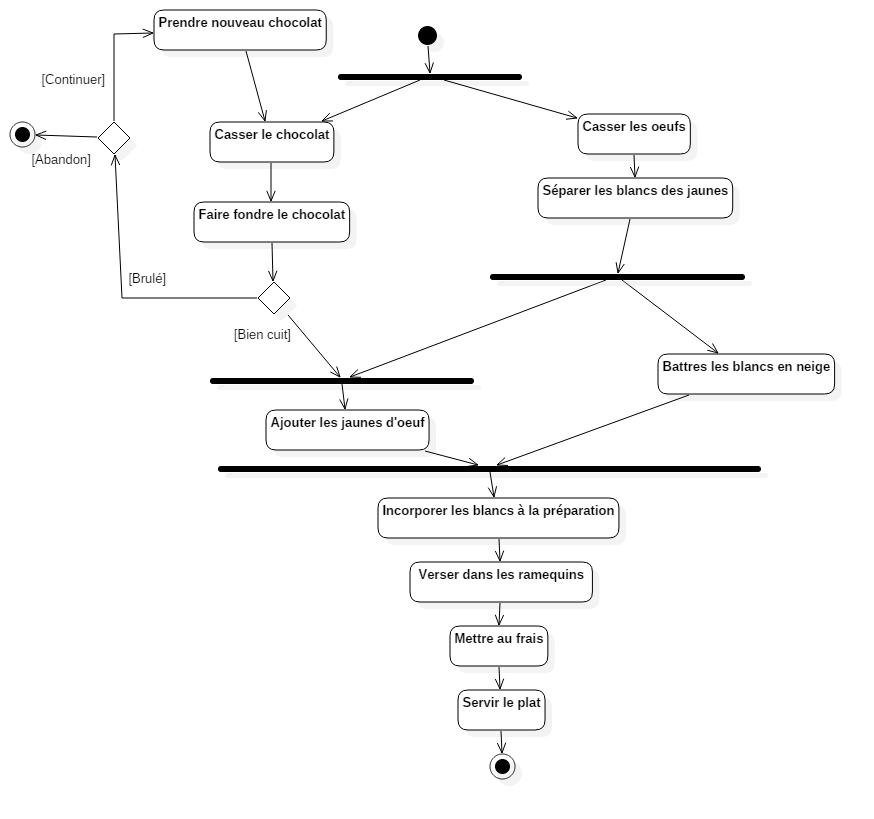 Prendre nouveau chocolat
[Continuer]
Casser les oeufs
Casser le chocolat
[Abandon]
Séparer les blancs des jaunes
Faire fondre le chocolat
[Brulé]
[Bien cuit]
Battres les blancs en neige
Ajouter les jaunes d'oeuf
Incorporer les blancs à la préparation
Verser dans les ramequins
Mettre au frais
Servir le plat